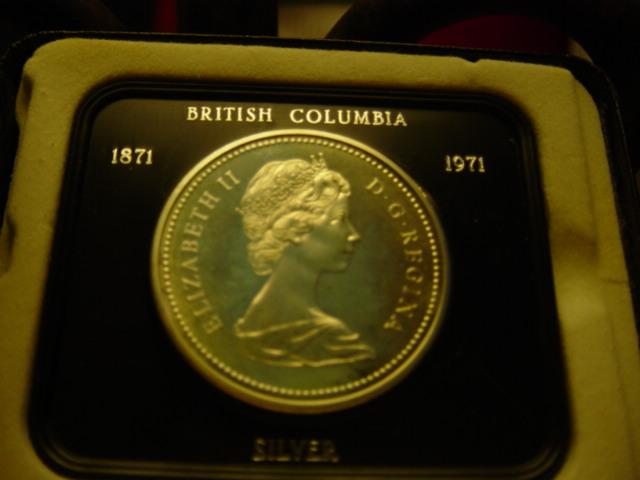 BRITISH COLUMBIA
1871
1971
ELIZABETH II
D·G·REGINA
SILVER